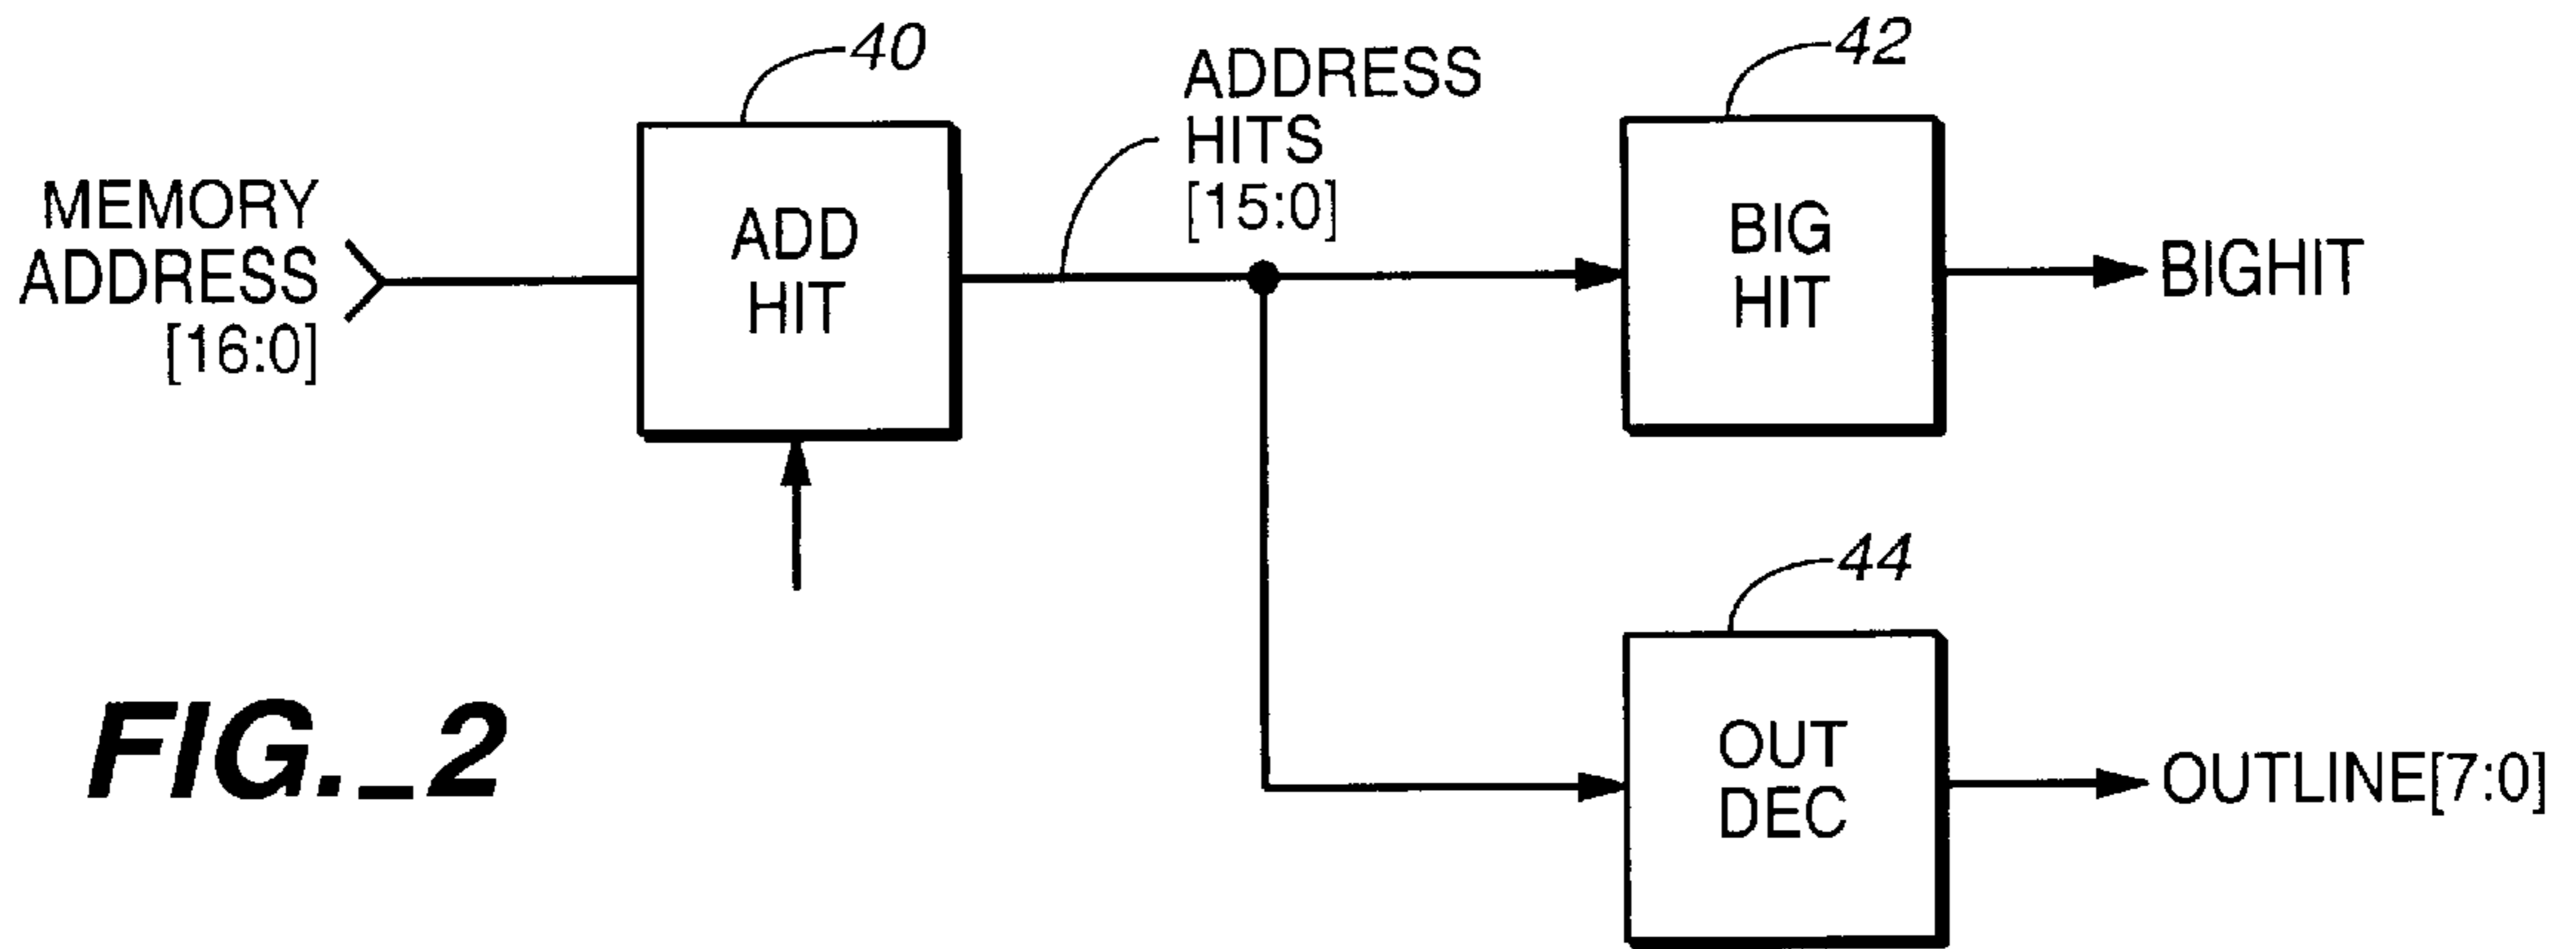 40
ADDRESS
HITS
[15:0]
42
MEMORY
ADDRESS
[16:0]
ADD
HIT
BIG
HIT
BIGHIT
44
OUT
DEC
OUTLINE[7:0]
FIG._2